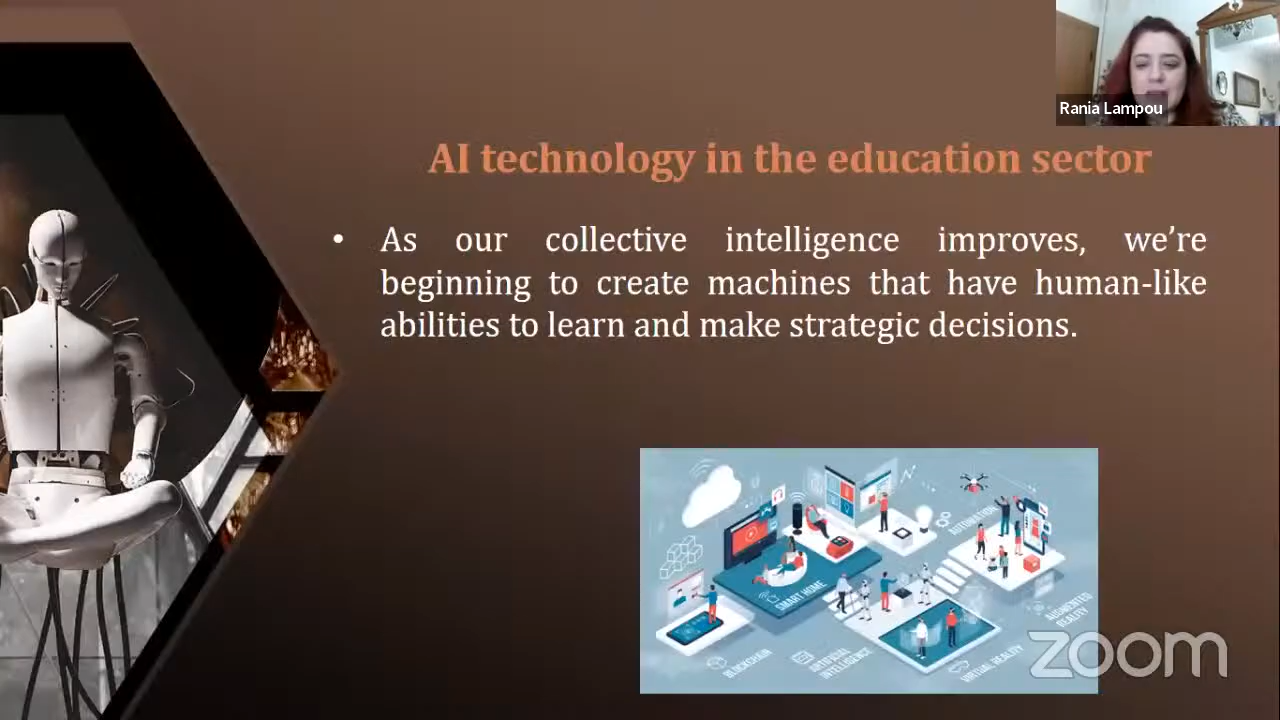 Rania Lampou
AI technology in the education sector
• As our collective intelligence improves, we’re
beginning to create machines that have human-like
abilities to learn and make strategic decisions.
AUTOMATION
SMART HOME
AUGMENTED
REALITY
BLOCKCHAIN
ARTIFICIAL
INTELLIGENCE
VIRTUAL REALITY
zoom